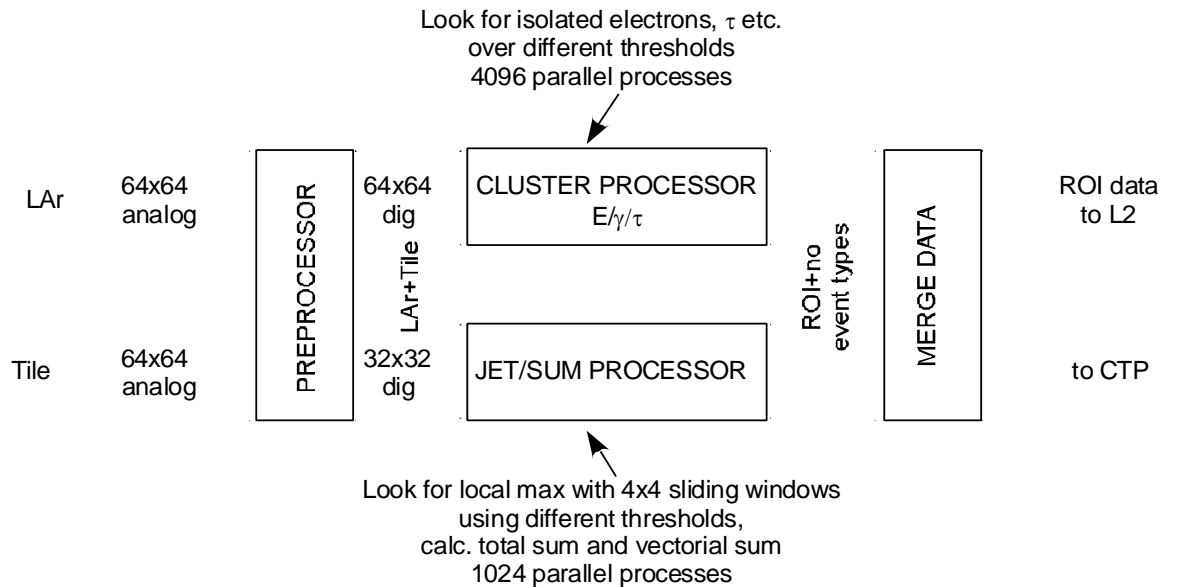 Look for isolated electrons, τ etc.
over different thresholds
4096 parallel processes
LAr
64x64
analog
PREPROCESSOR
64x64
dig
LAr+Tile
CLUSTER PROCESSOR
E/γ/τ
ROI+no
event types
MERGE DATA
ROI data
to L2
Tile
64x64
analog
32x32
dig
JET/SUM PROCESSOR
to CTP
Look for local max with 4x4 sliding windows
using different thresholds,
calc. total sum and vectorial sum
1024 parallel processes